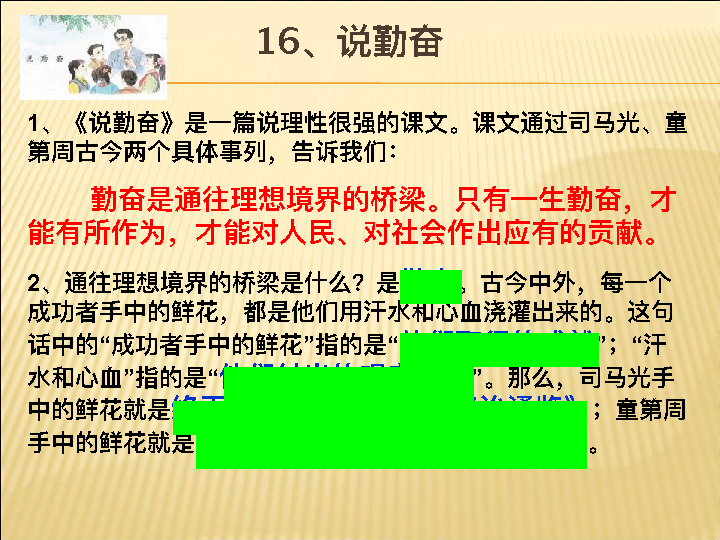 16、说勤奋
说 勤 奋
1、《说勤奋》是一篇说理性很强的课文。课文通过司马光、童
第周古今两个具体事列，告诉我们：
勤奋是通往理想境界的桥梁。只有一生勤奋，才
能有所作为，才能对人民、对社会作出应有的贡献。
2、通往理想境界的桥梁是什么？是。古今中外，每一个
成功者手中的鲜花，都是他们用汗水和心血浇灌出来的。这句
话中的“成功者手中的鲜花”指的是“”；“汗
水和心血”指的是“”。那么，司马光手
中的鲜花就是；童第周
手中的鲜花就是。